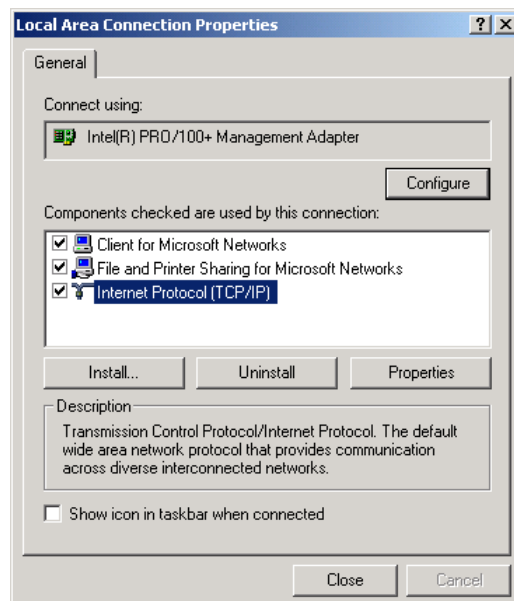 Local Area Connection Properties
General
Connect using:
Intel(R) PRO/100+ Management Adapter
Configure
Components checked are used by this connection:
Client for Microsoft Networks
File and Printer Sharing for Microsoft Networks
Internet Protocol (TCP/IP)
Install...
Uninstall
Properties
Description
Transmission Control Protocol/Internet Protocol. The default
wide area network protocol that provides communication
across diverse interconnected networks.
Show icon in taskbar when connected
Close
Cancel